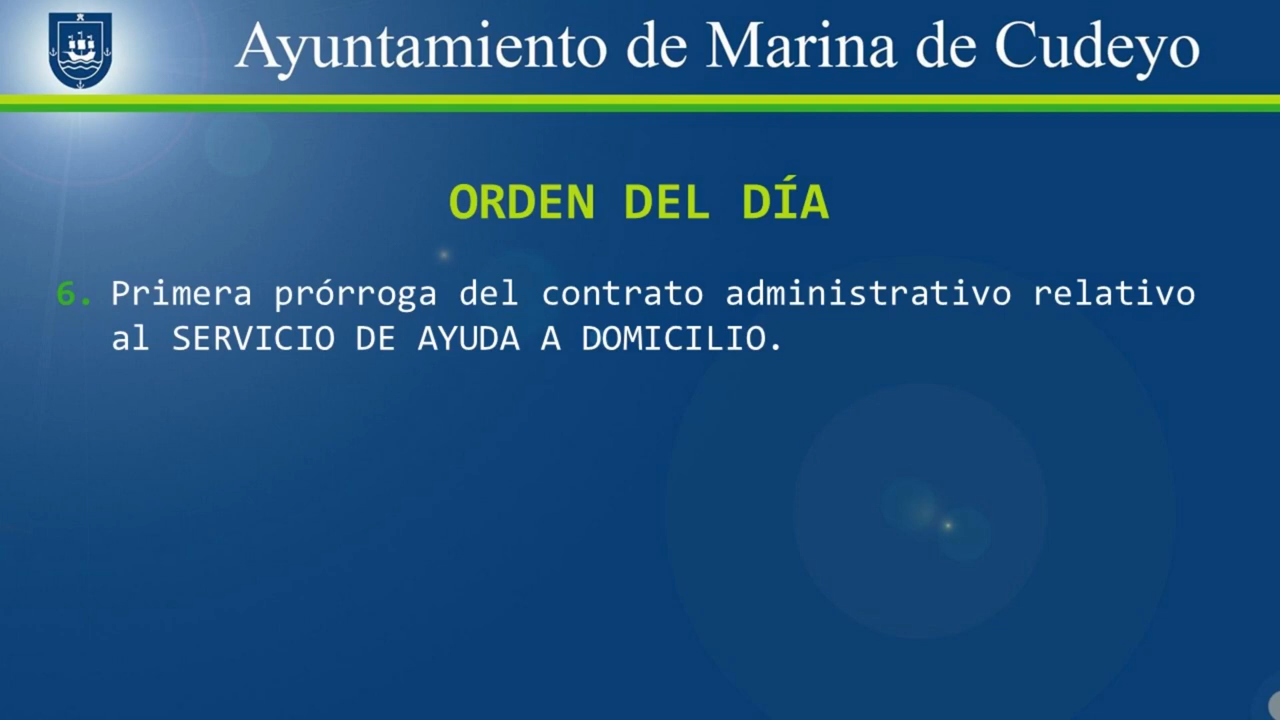 Ayuntamiento de Marina de Cudeyo
ORDEN DEL DÍA
6. Primera prórroga del contrato administrativo relativo
al SERVICIO DE AYUDA A DOMICILIO.